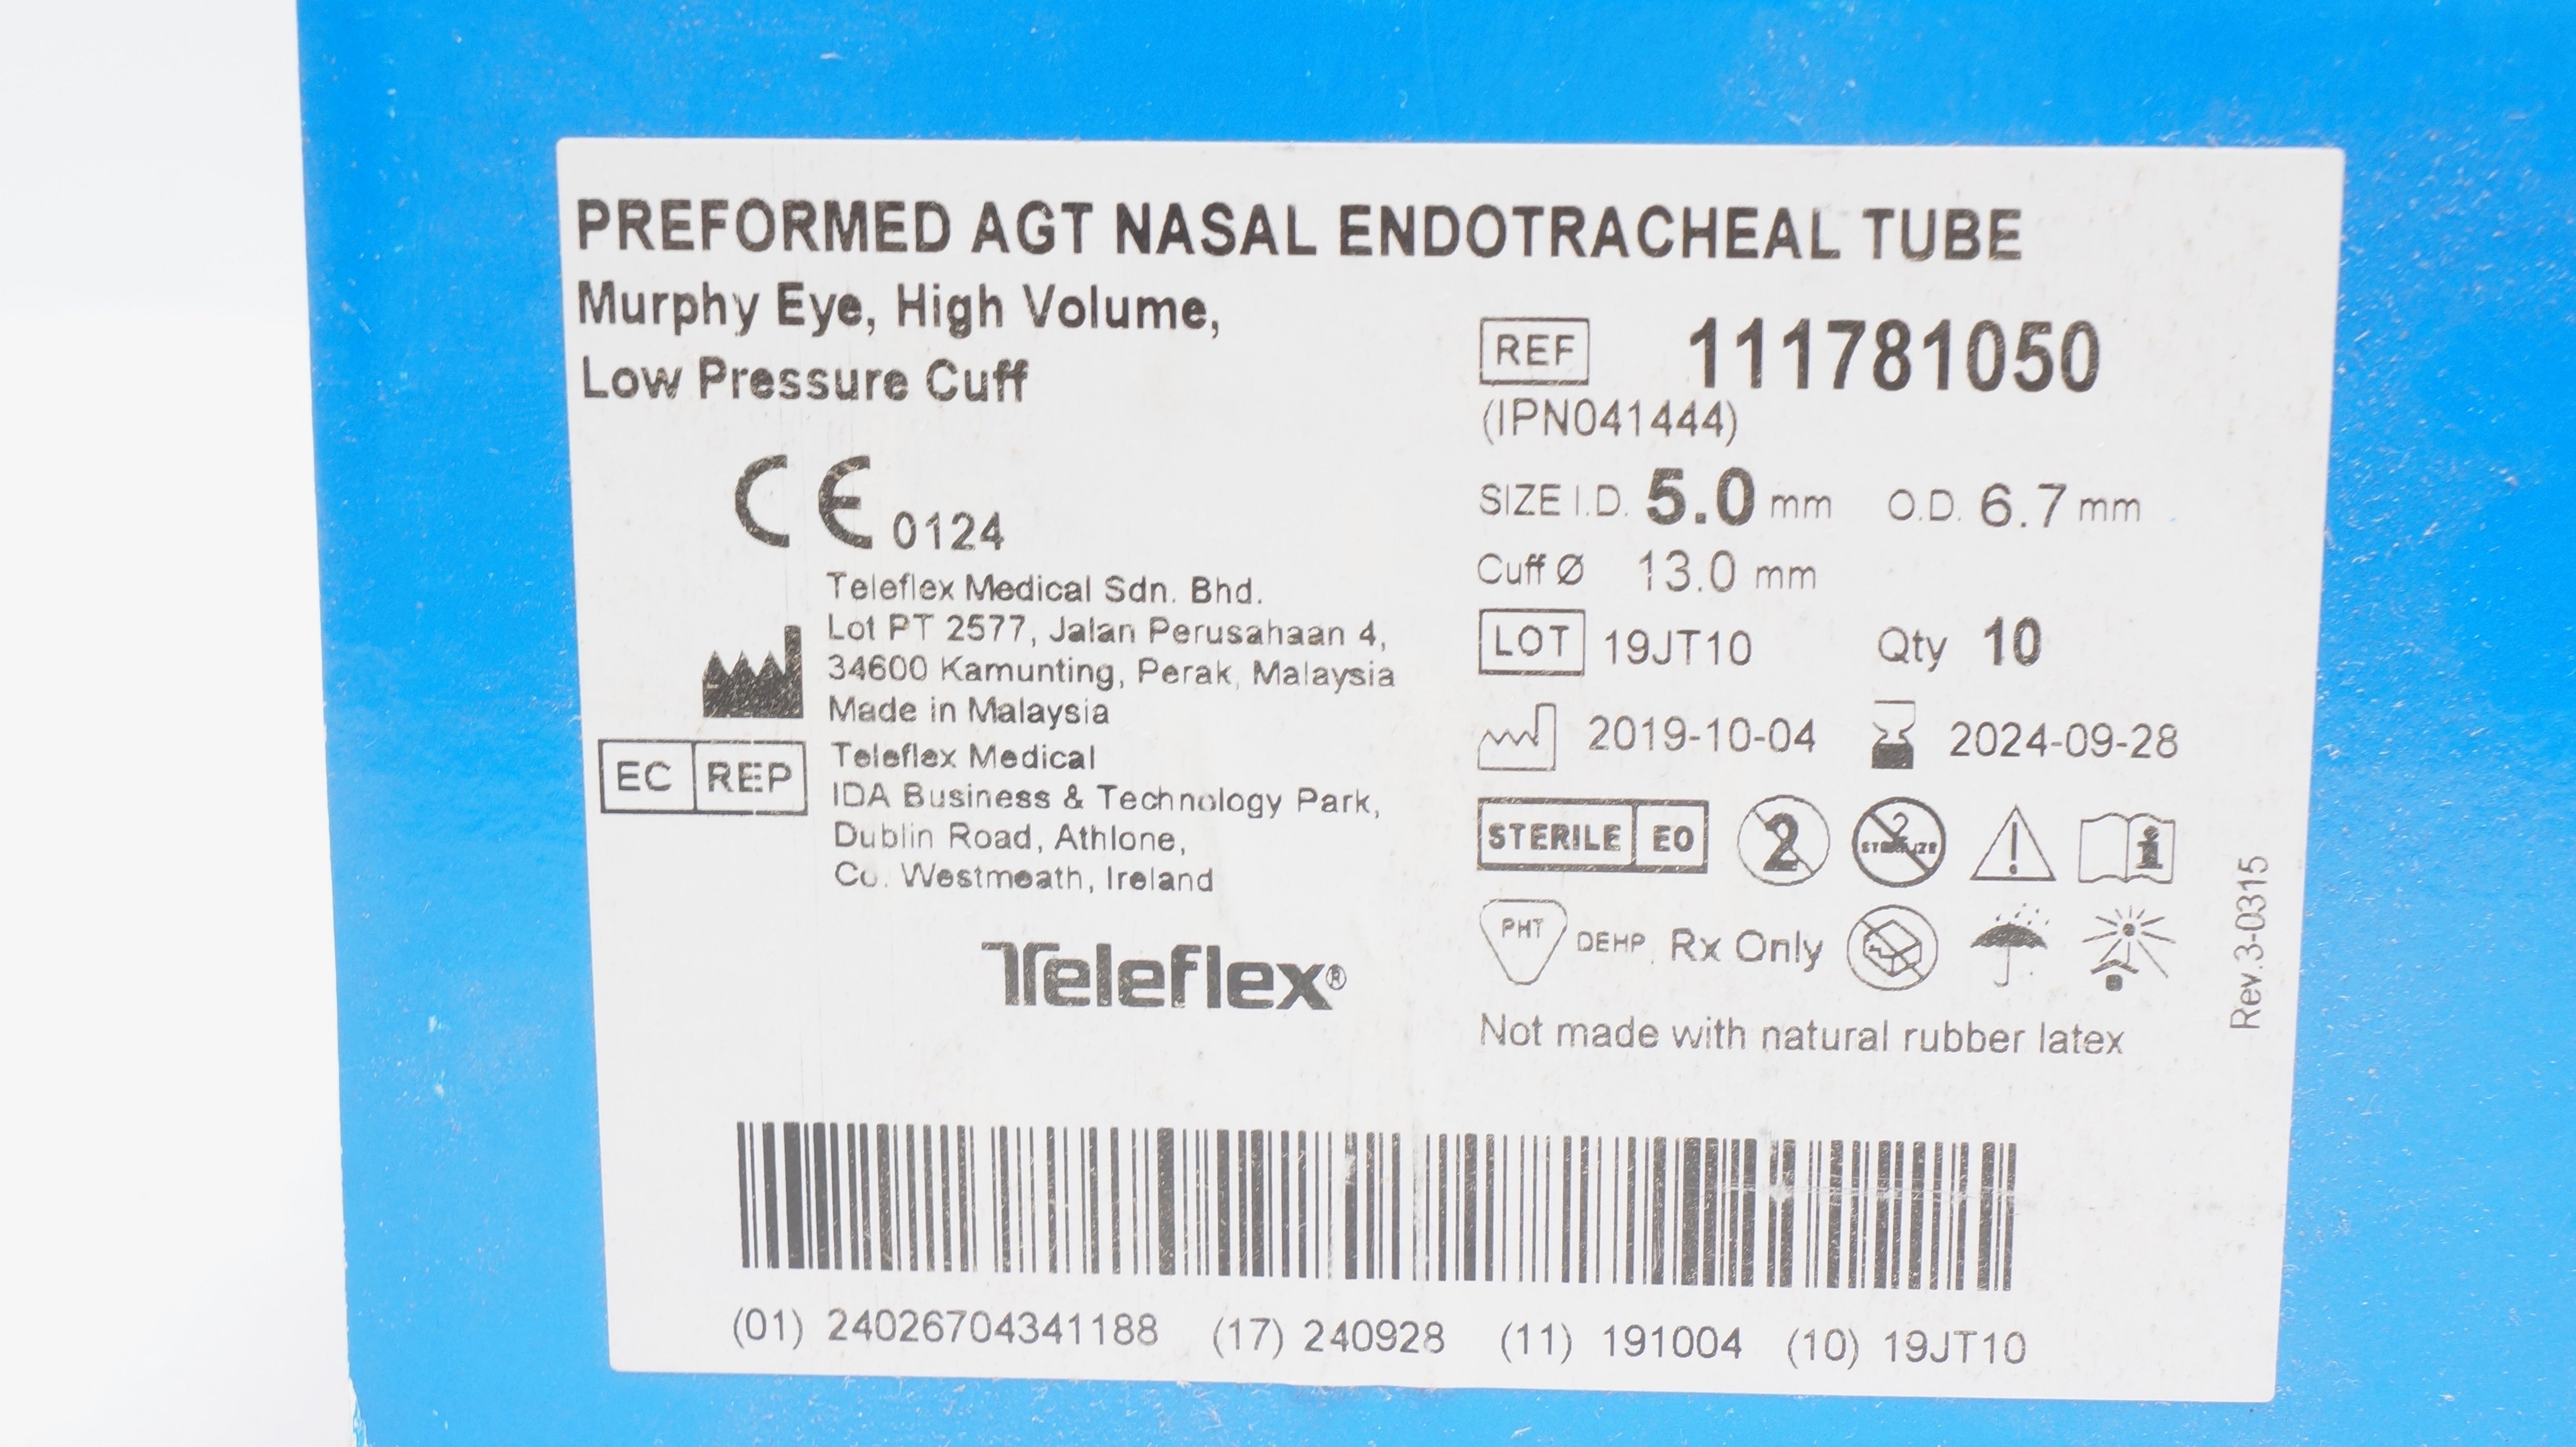 PREFORMED AGT NASAL ENDOTRACHEAL TUBE
Murphy Eye, High Volume,
Low Pressure Cuff
REF 111781050
(IPN041444)
SIZE I.D. 5.0 mm O.D. 6.7 mm
Cuff Ø 13.0 mm
LOT 19JT10 Qty 10
2019-10-04 2024-09-28
STERILE EO 2 2 STERILIZE
PHT DEHP Rx Only
Not made with natural rubber latex
Rev.3-0315
CE 0124
Teleflex Medical Sdn. Bhd.
Lot PT 2577, Jalan Perusahaan 4,
34600 Kamunting, Perak, Malaysia
Made in Malaysia
EC REP
Teleflex Medical
IDA Business & Technology Park,
Dublin Road, Athlone,
Co. Westmeath, Ireland
Teleflex®
(01) 24026704341188 (17) 240928 (11) 191004 (10) 19JT10